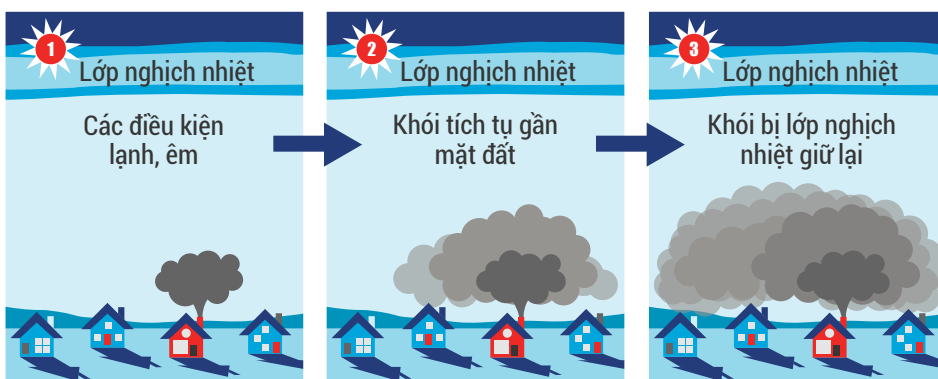 1
Lớp nghịch nhiệt
Các điều kiện
lạnh, êm
2
Lớp nghịch nhiệt
Khói tích tụ gần
mặt đất
3
Lớp nghịch nhiệt
Khói bị lớp nghịch
nhiệt giữ lại